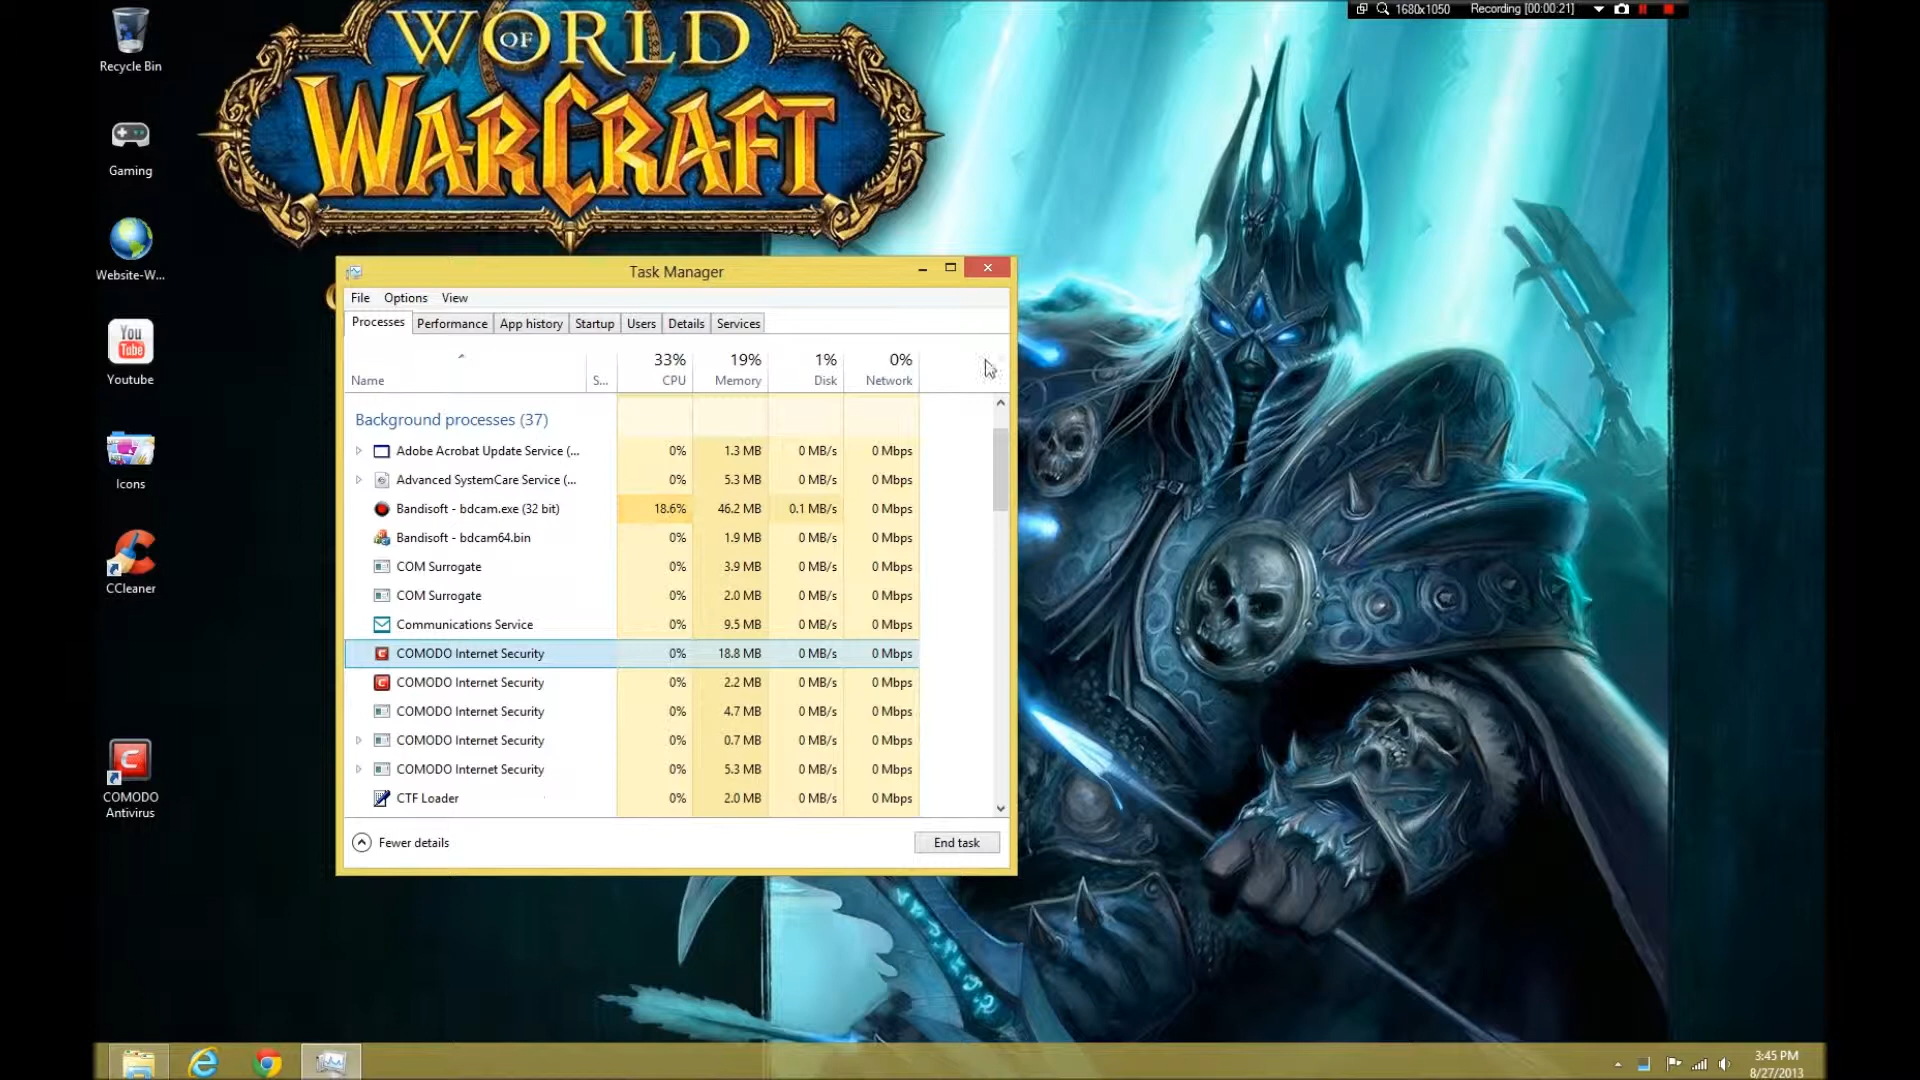 1680x1050 Recording [00:00:21]
WORLD
OF
WARCRAFT
Recycle Bin
Gaming
Website-W...
You
Tube
Youtube
Icons
CCleaner
COMODO
Antivirus
Task Manager
File Options View
Processes Performance App history Startup Users Details Services
33% 19% 1% 0%
Name S... CPU Memory Disk Network
Background processes (37)
Adobe Acrobat Update Service (... 0% 1.3 MB 0 MB/s 0 Mbps
Advanced SystemCare Service (... 0% 5.3 MB 0 MB/s 0 Mbps
Bandisoft - bdcam.exe (32 bit) 18.6% 46.2 MB 0.1 MB/s 0 Mbps
Bandisoft - bdcam64.bin 0% 1.9 MB 0 MB/s 0 Mbps
COM Surrogate 0% 3.9 MB 0 MB/s 0 Mbps
COM Surrogate 0% 2.0 MB 0 MB/s 0 Mbps
Communications Service 0% 9.5 MB 0 MB/s 0 Mbps
COMODO Internet Security 0% 18.8 MB 0 MB/s 0 Mbps
COMODO Internet Security 0% 2.2 MB 0 MB/s 0 Mbps
COMODO Internet Security 0% 4.7 MB 0 MB/s 0 Mbps
COMODO Internet Security 0% 0.7 MB 0 MB/s 0 Mbps
COMODO Internet Security 0% 5.3 MB 0 MB/s 0 Mbps
CTF Loader 0% 2.0 MB 0 MB/s 0 Mbps
Fewer details End task
3:45 PM
8/27/2013